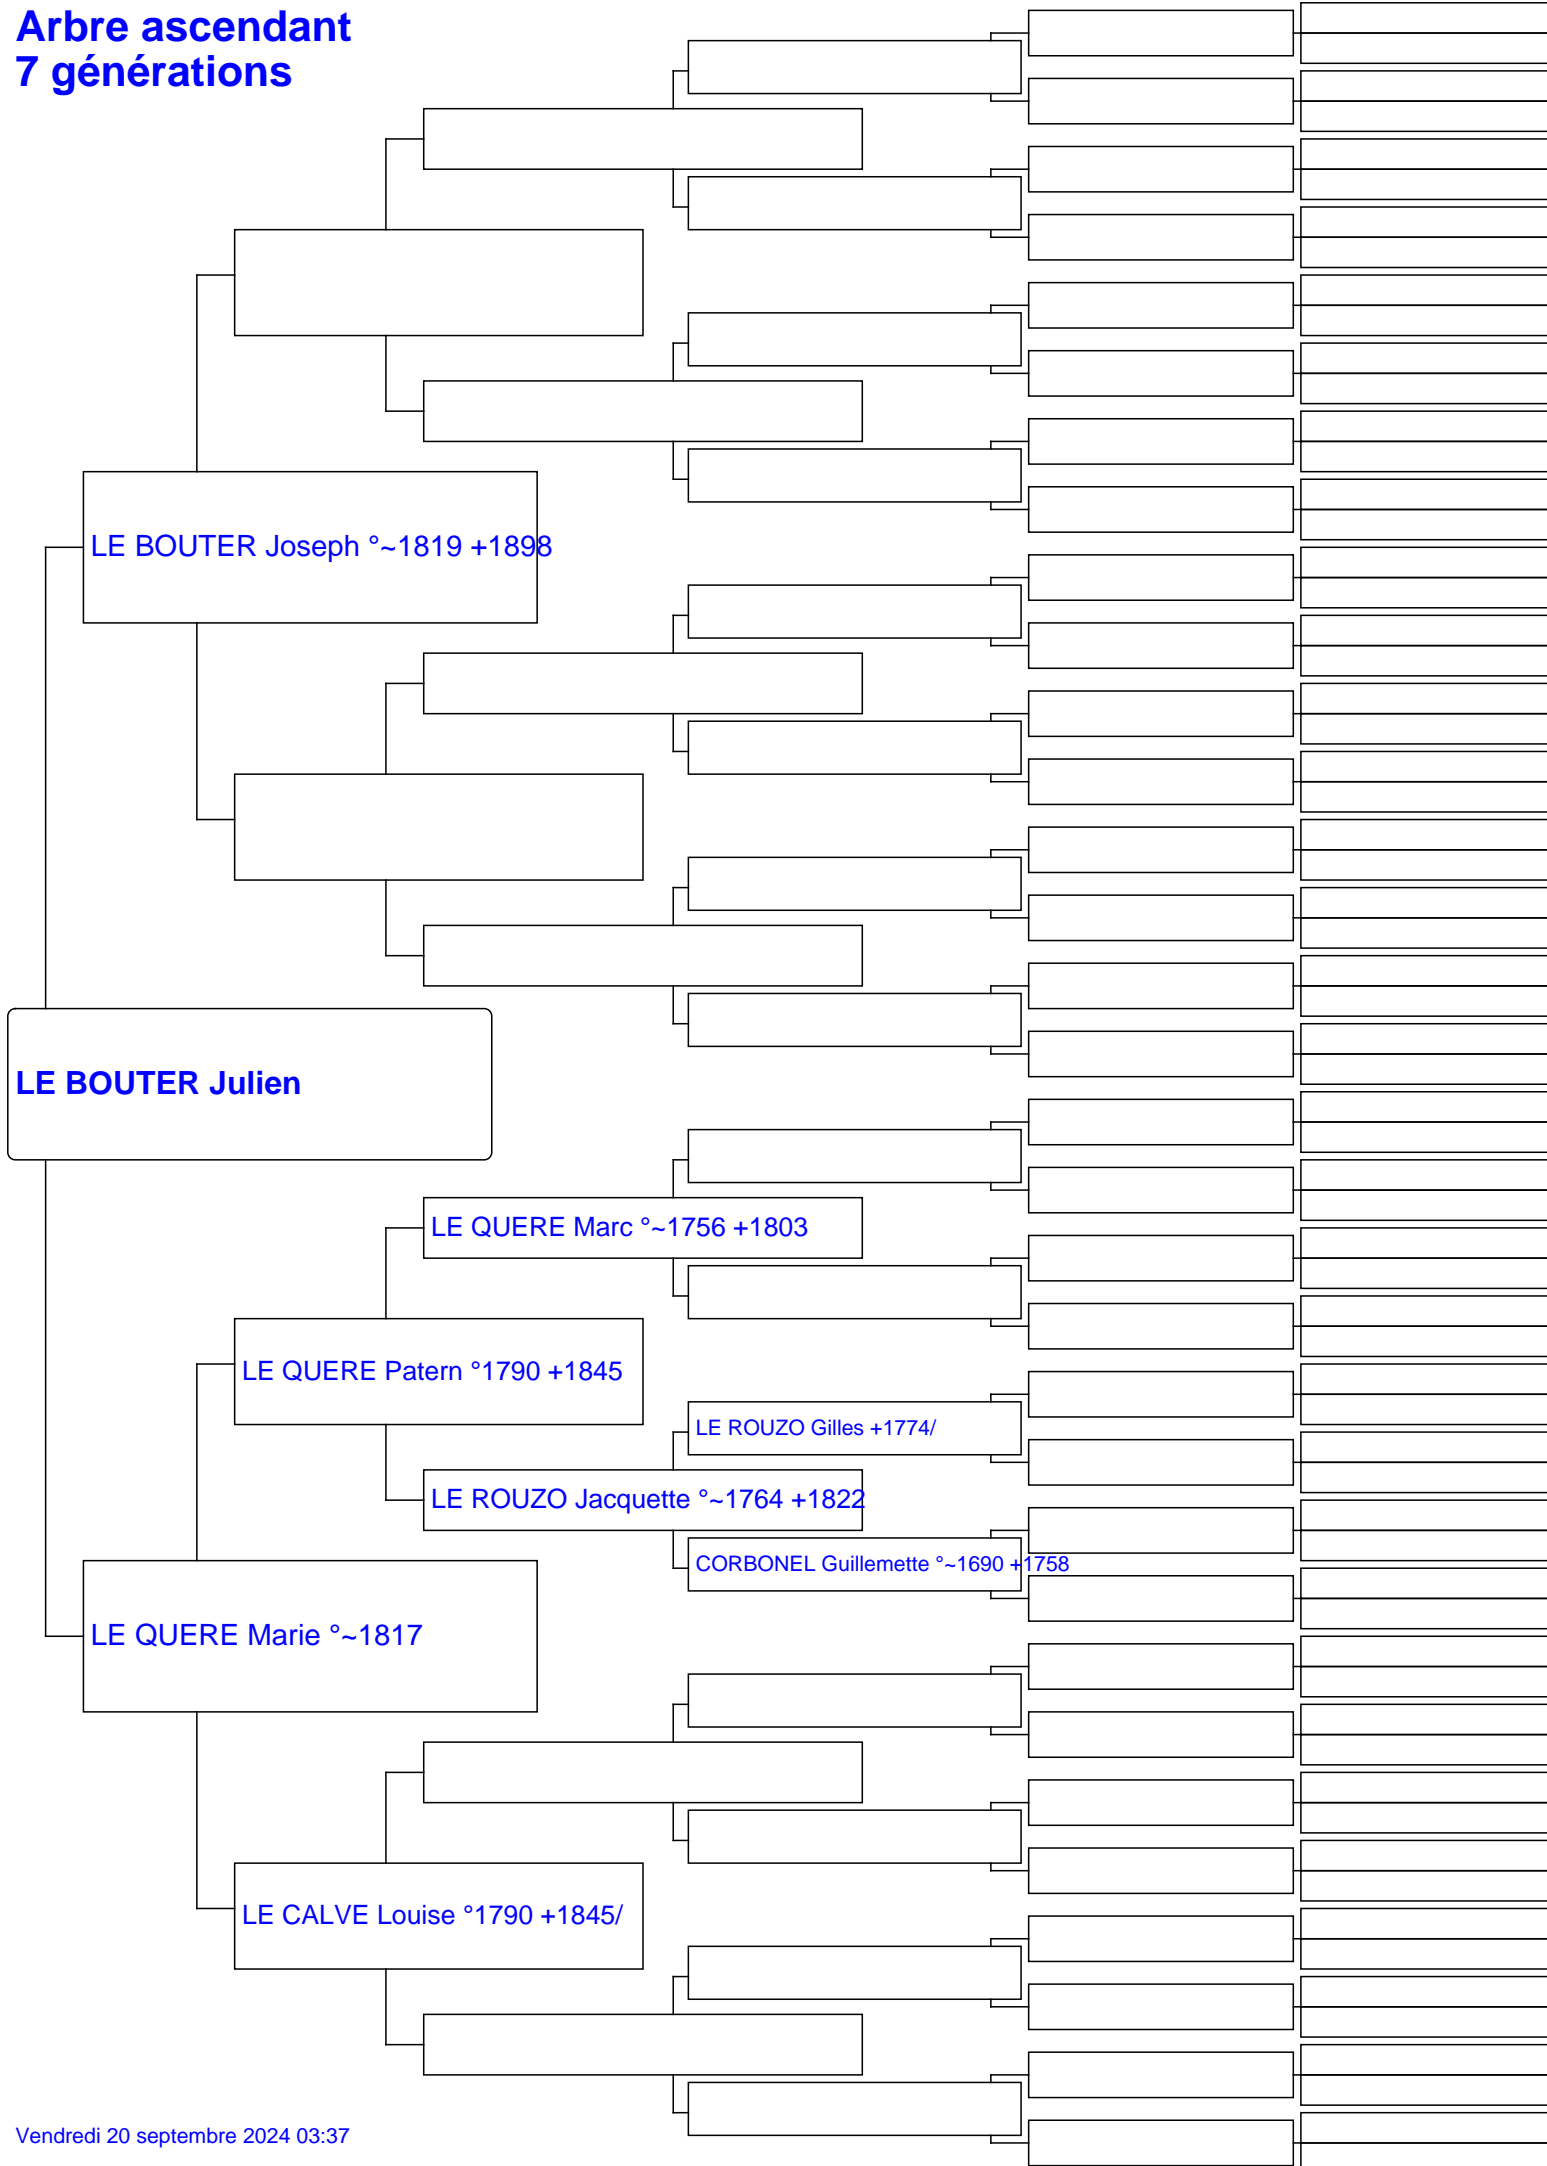 Arbre ascendant
7 générations
LE BOUTER Joseph °~1819 +1898
LE BOUTER Julien
LE QUERE Marc °~1756 +1803
LE QUERE Patern °1790 +1845
LE ROUZO Gilles +1774/
LE ROUZO Jacquette °~1764 +1822
CORBONEL Guillemette °~1690 +1758
LE QUERE Marie °~1817
LE CALVE Louise °1790 +1845/
Vendredi 20 septembre 2024 03:37